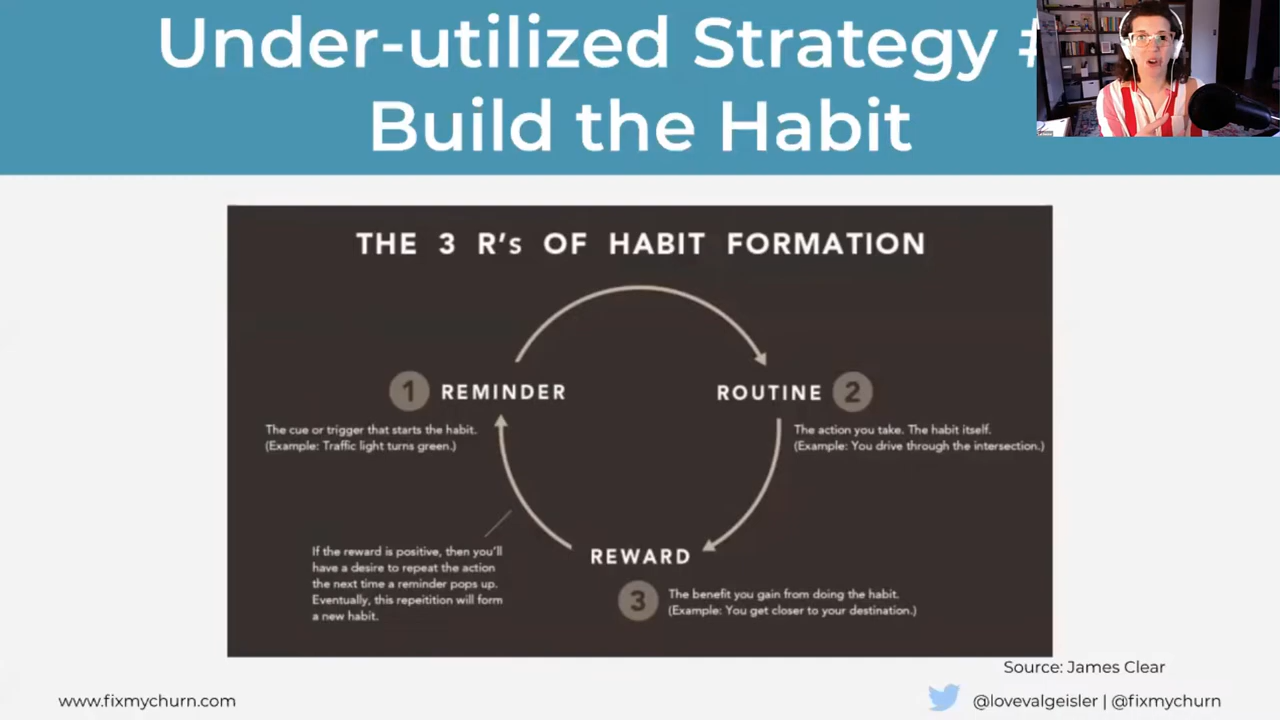 Under-utilized Strategy #
Build the Habit
THE 3 R's OF HABIT FORMATION
1 REMINDER
The cue or trigger that starts the habit.
(Example: Traffic light turns green.)
ROUTINE 2
The action you take. The habit itself.
(Example: You drive through the intersection.)
REWARD
3
The benefit you gain from doing the habit.
(Example: You get closer to your destination.)
If the reward is positive, then you'll
have a desire to repeat the action
the next time a reminder pops up.
Eventually, this repeitition will form
a new habit.
Source: James Clear
www.fixmychurn.com
@lovevalgeisler | @fixmychurn